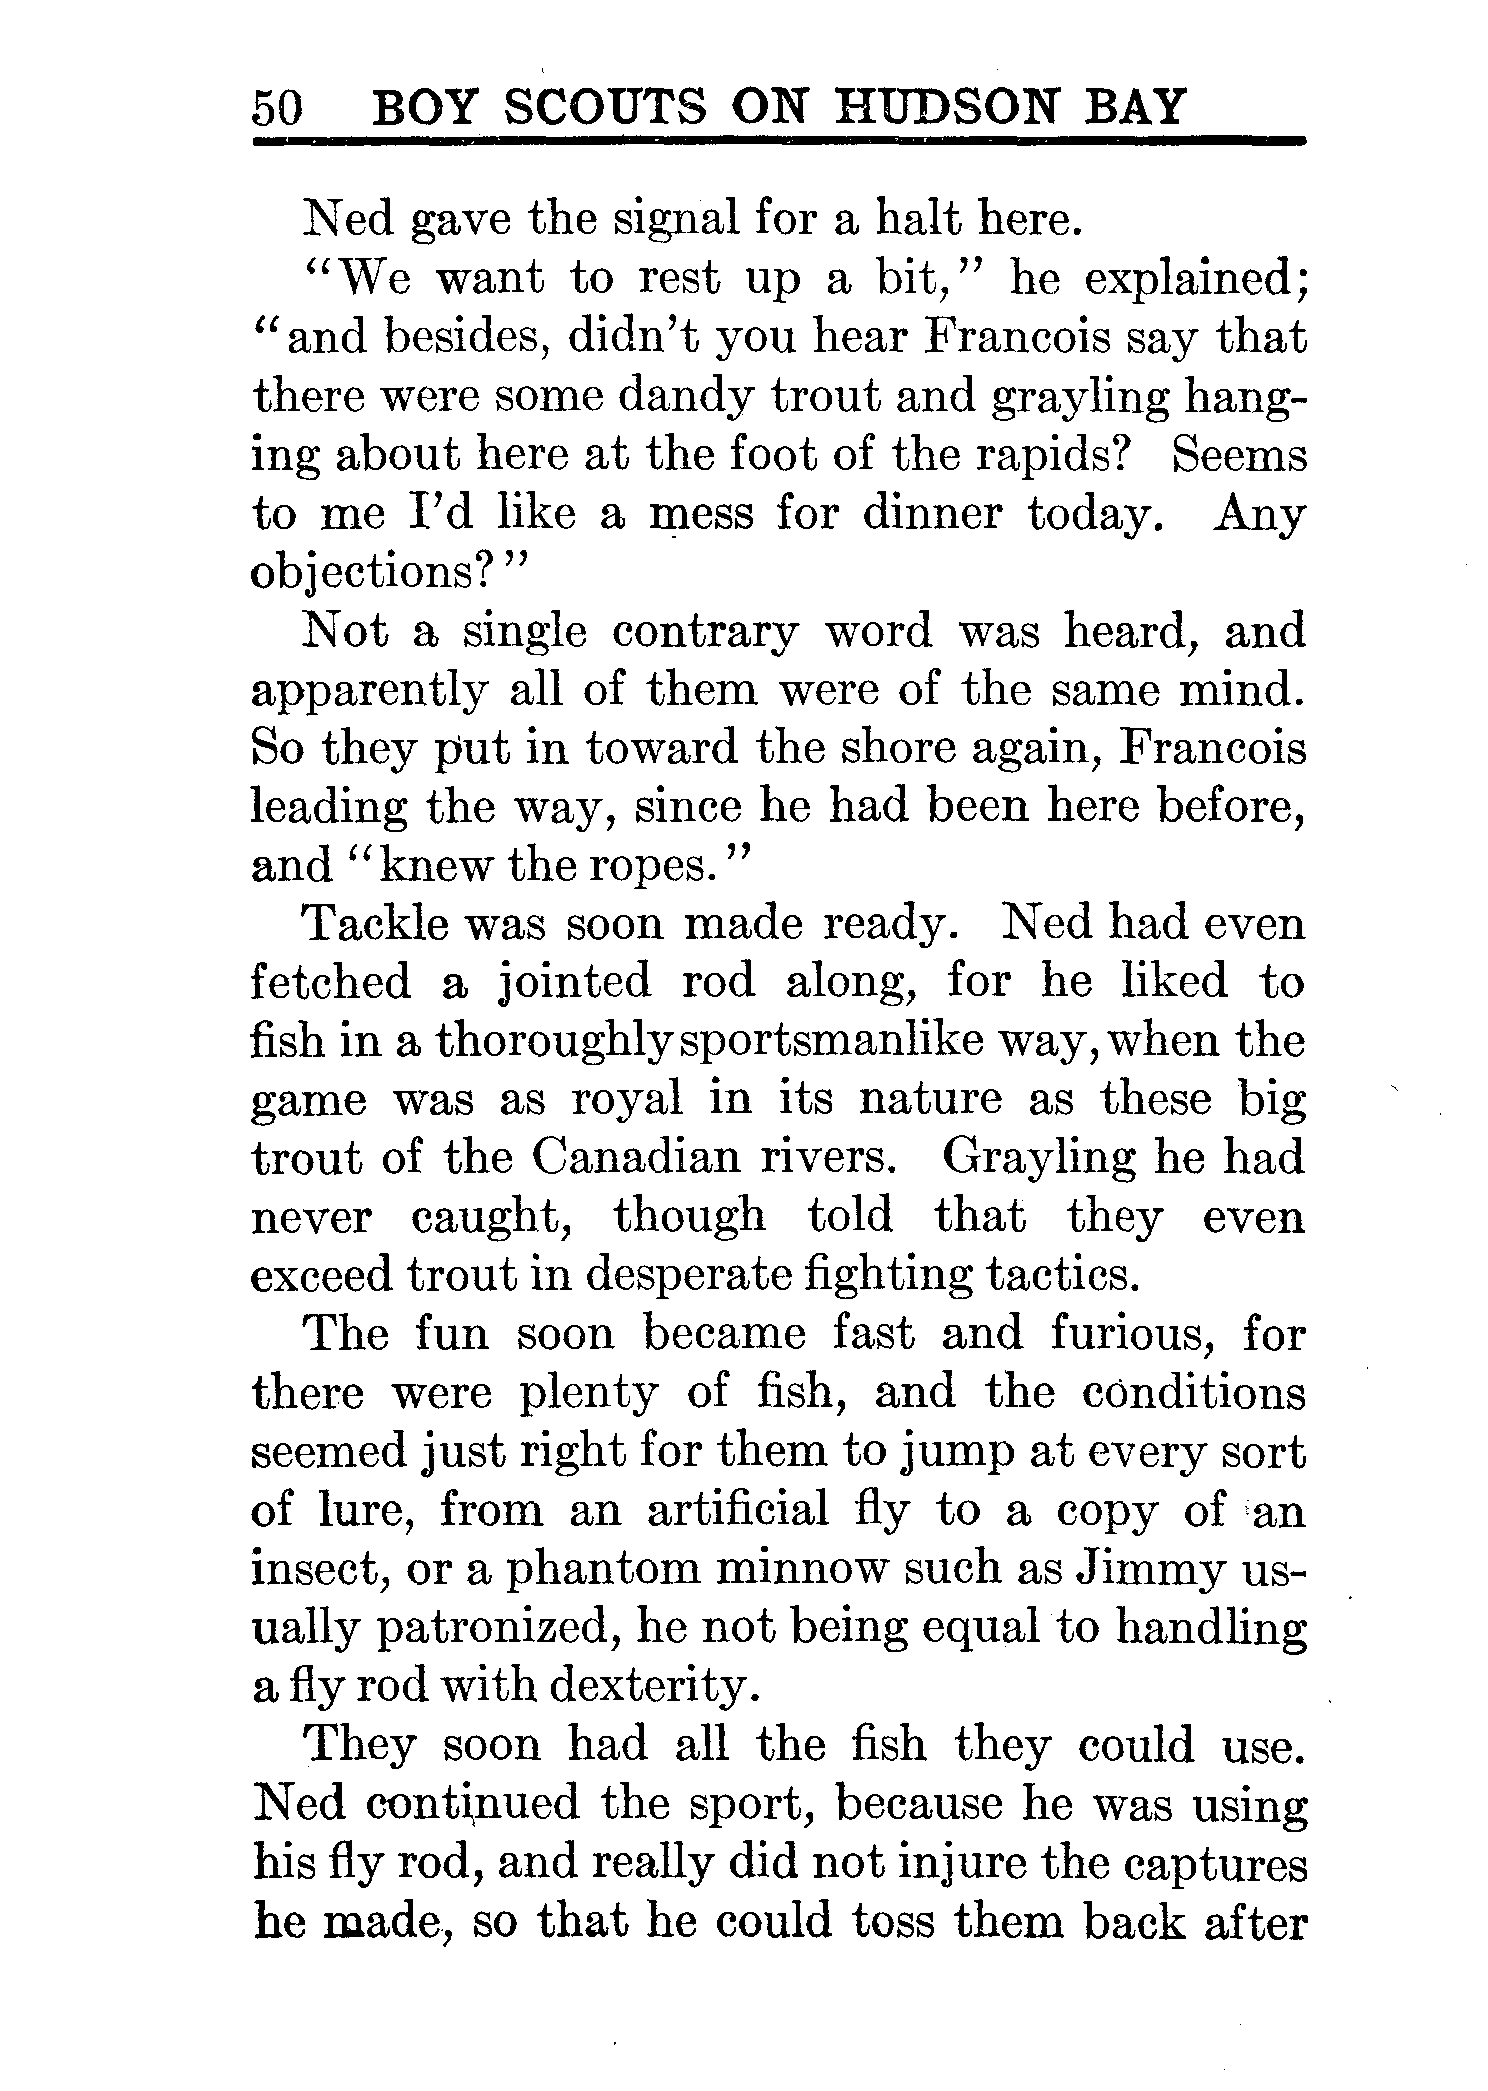 50 BOY SCOUTS ON HUDSON BAY
Ned gave the signal for a halt here.
"We want to rest up a bit," he explained;
"and besides, didn't you hear Francois say that
there were some dandy trout and grayling hang-
ing about here at the foot of the rapids? Seems
to me I'd like a mess for dinner today. Any
objections?"
Not a single contrary word was heard, and
apparently all of them were of the same mind.
So they put in toward the shore again, Francois
leading the way, since he had been here before,
and "knew the ropes."
Tackle was soon made ready. Ned had even
fetched a jointed rod along, for he liked to
fish in a thoroughly sportsmanlike way, when the
game was as royal in its nature as these big
trout of the Canadian rivers. Grayling he had
never caught, though told that they even
exceed trout in desperate fighting tactics.
The fun soon became fast and furious, for
there were plenty of fish, and the conditions
seemed just right for them to jump at every sort
of lure, from an artificial fly to a copy of an
insect, or a phantom minnow such as Jimmy us-
ually patronized, he not being equal to handling
a fly rod with dexterity.
They soon had all the fish they could use.
Ned continued the sport, because he was using
his fly rod, and really did not injure the captures
he made, so that he could toss them back after